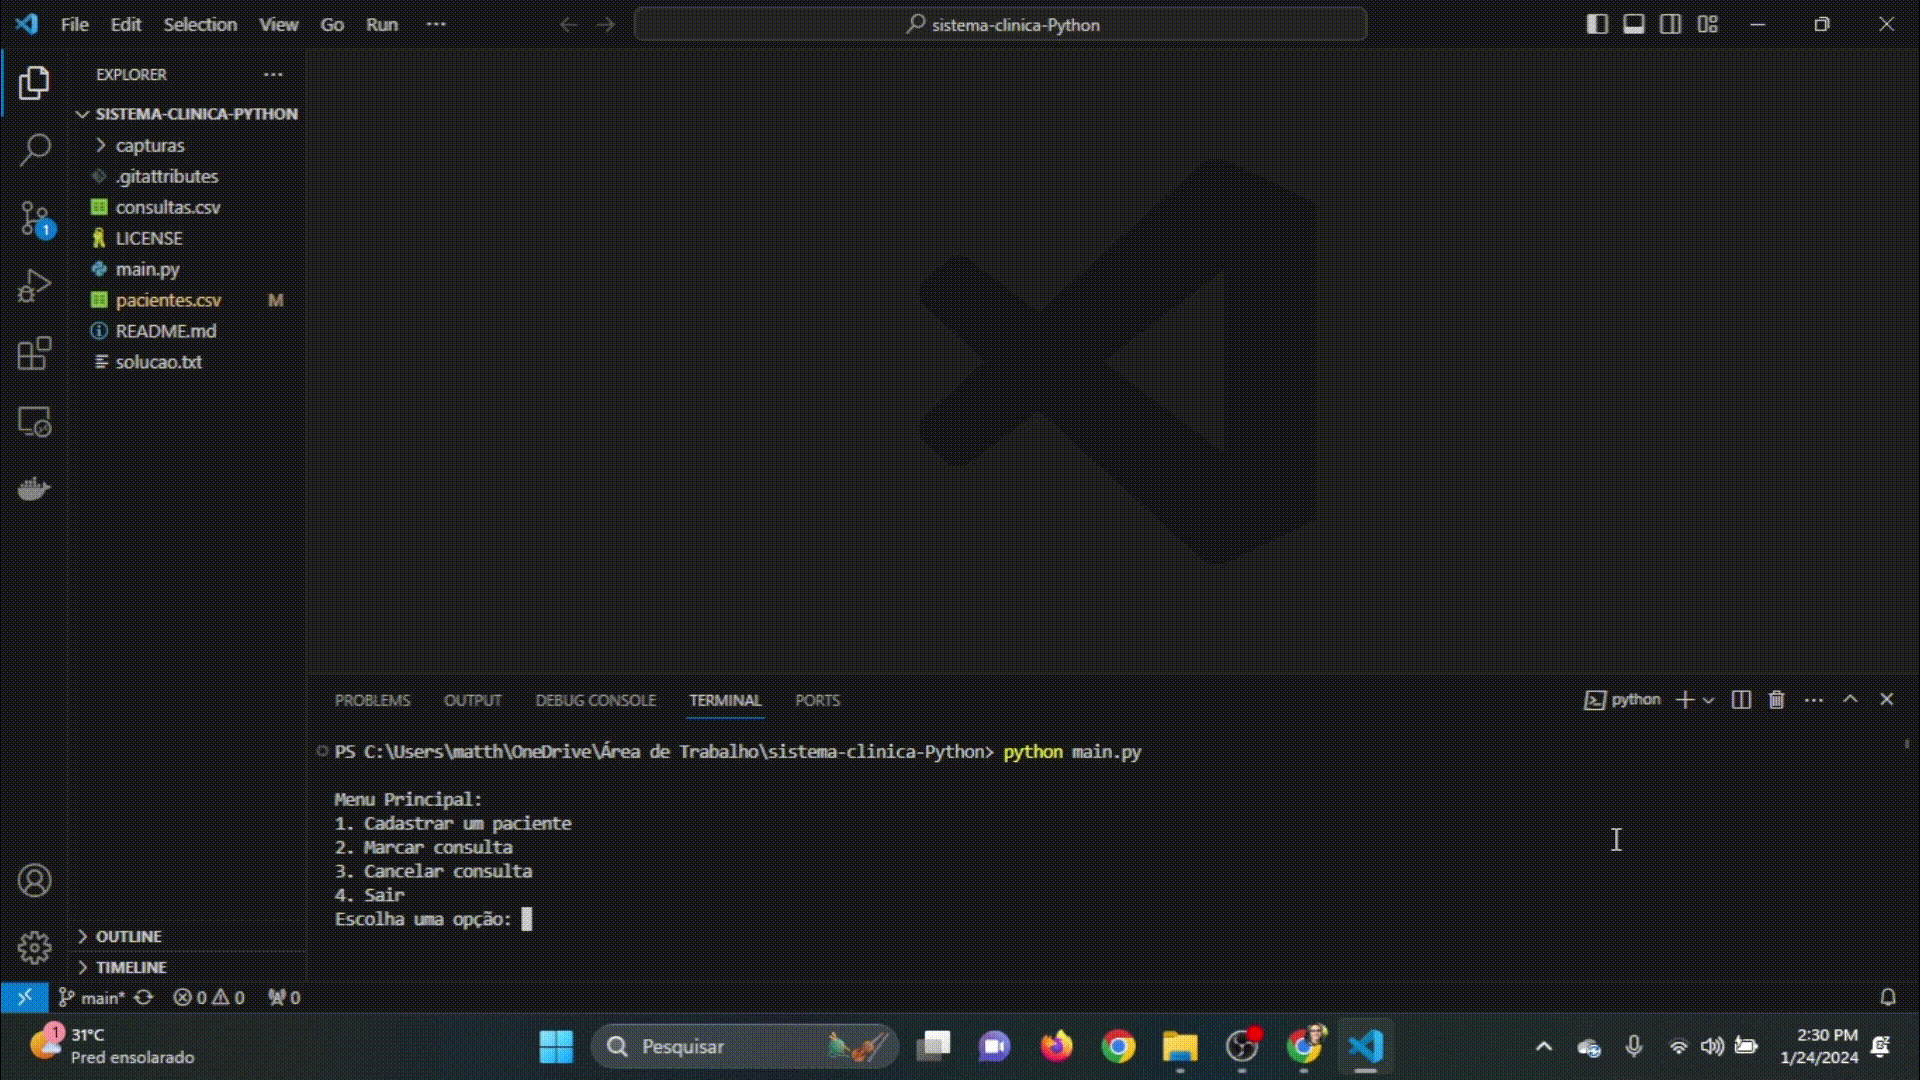 File Edit Selection View Go Run ···
sistema-clinica-Python
EXPLORER ···
SISTEMA-CLINICA-PYTHON
capturas
.gitattributes
consultas.csv
LICENSE
main.py
pacientes.csv M
README.md
solucao.txt
1
OUTLINE
TIMELINE
PROBLEMS OUTPUT DEBUG CONSOLE TERMINAL PORTS
python
PS C:\Users\matth\OneDrive\Área de Trabalho\sistema-clinica-Python> python main.py
Menu Principal:
1. Cadastrar um paciente
2. Marcar consulta
3. Cancelar consulta
4. Sair
Escolha uma opção:
main* 0 0 0
1
31°C
Pred ensolarado
Pesquisar
2:30 PM
1/24/2024